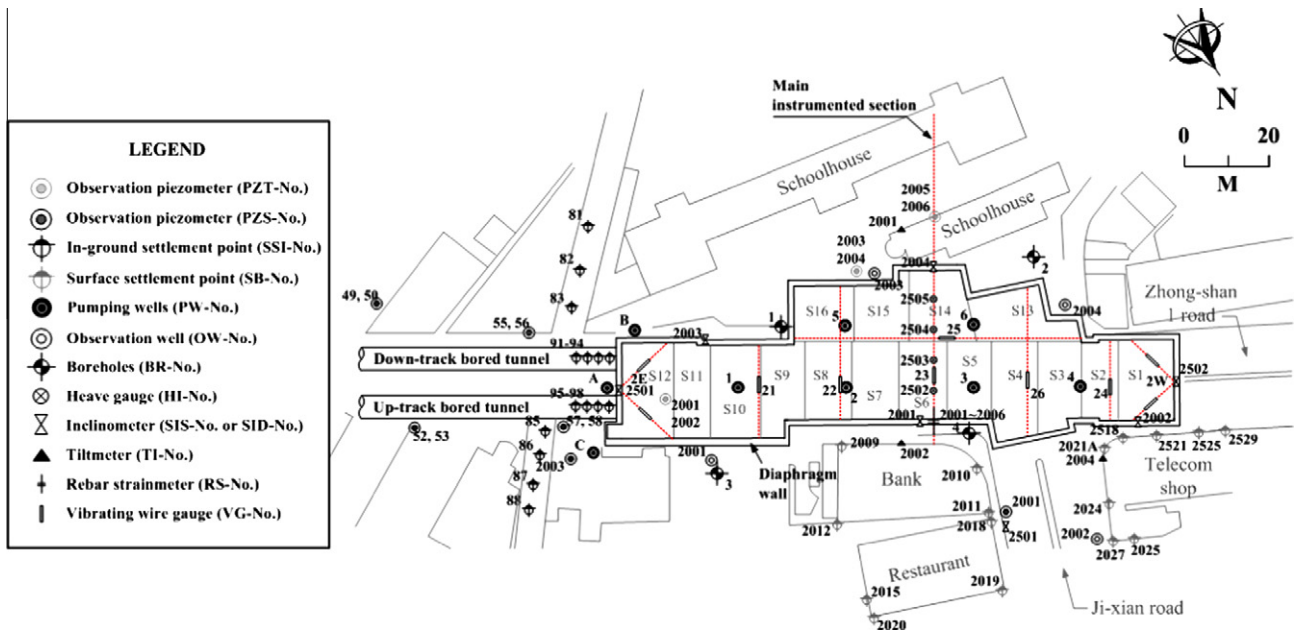 LEGEND
Observation piezometer (PZT-No.)
Observation piezometer (PZS-No.)
In-ground settlement point (SSI-No.)
Surface settlement point (SB-No.)
Pumping wells (PW-No.)
Observation well (OW-No.)
Boreholes (BR-No.)
Heave gauge (HI-No.)
Inclinometer (SIS-No. or SID-No.)
Tiltmeter (TI-No.)
Rebar strainmeter (RS-No.)
Vibrating wire gauge (VG-No.)
N
0 20
M
Main
instrumented section
Schoolhouse
2005
2006
2001
Schoolhouse
81
82
83
2003
2004
2003
2004
2
2004
49, 50
55, 56
B
2003
1
S16
5
S15
2505
S14
6
S13
2504
25
Zhong-shan
1 road
91-94
Down-track bored tunnel
A
2E
2501
S12
S11
1
21
S9
S8
2503
23
2502
S5
3
S4
26
4
S2
24
S1
2W
2502
95-98
Up-track bored tunnel
2001
2002
S10
22
2
S7
S6
2001
2001~2006
4
2002
52, 53
85
57, 58
86
2003
C
87
88
2001
3
Diaphragm
wall
2009
2002
Bank
2010
2011
2012
2018
2001
2501
2518
2521
2525
2529
2021A
2004
Telecom
shop
2024
2002
2027
2025
Restaurant
2015
2019
2020
Ji-xian road